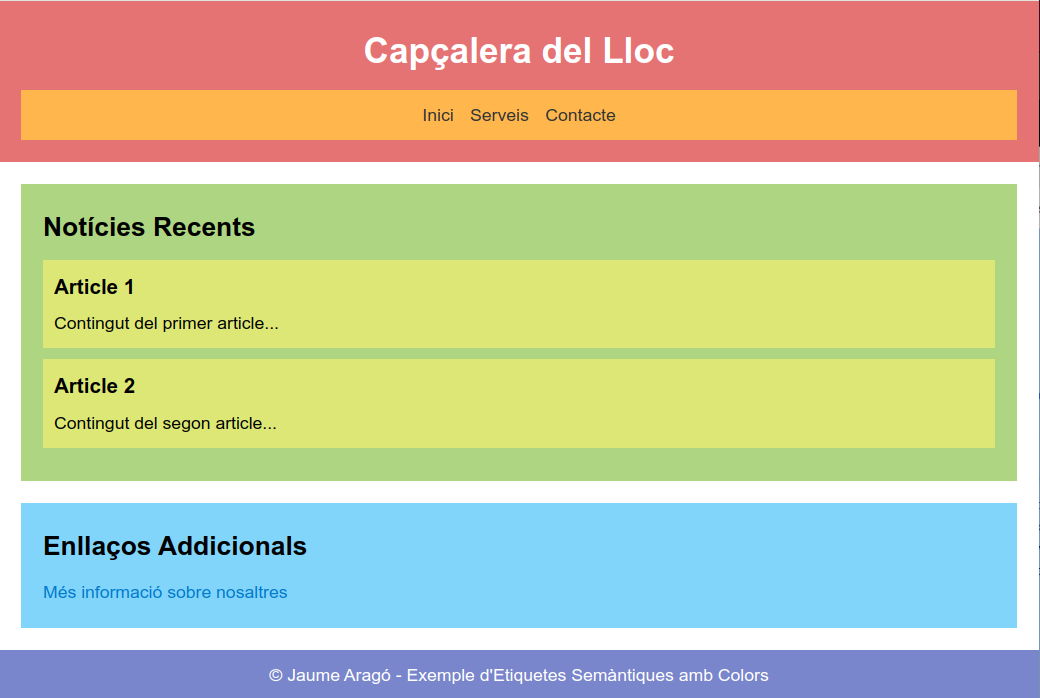 Capçalera del Lloc
Inici Serveis Contacte
Notícies Recents
Article 1
Contingut del primer article...
Article 2
Contingut del segon article...
Enllaços Addicionals
Més informació sobre nosaltres
© Jaume Aragó - Exemple d'Etiquetes Semàntiques amb Colors